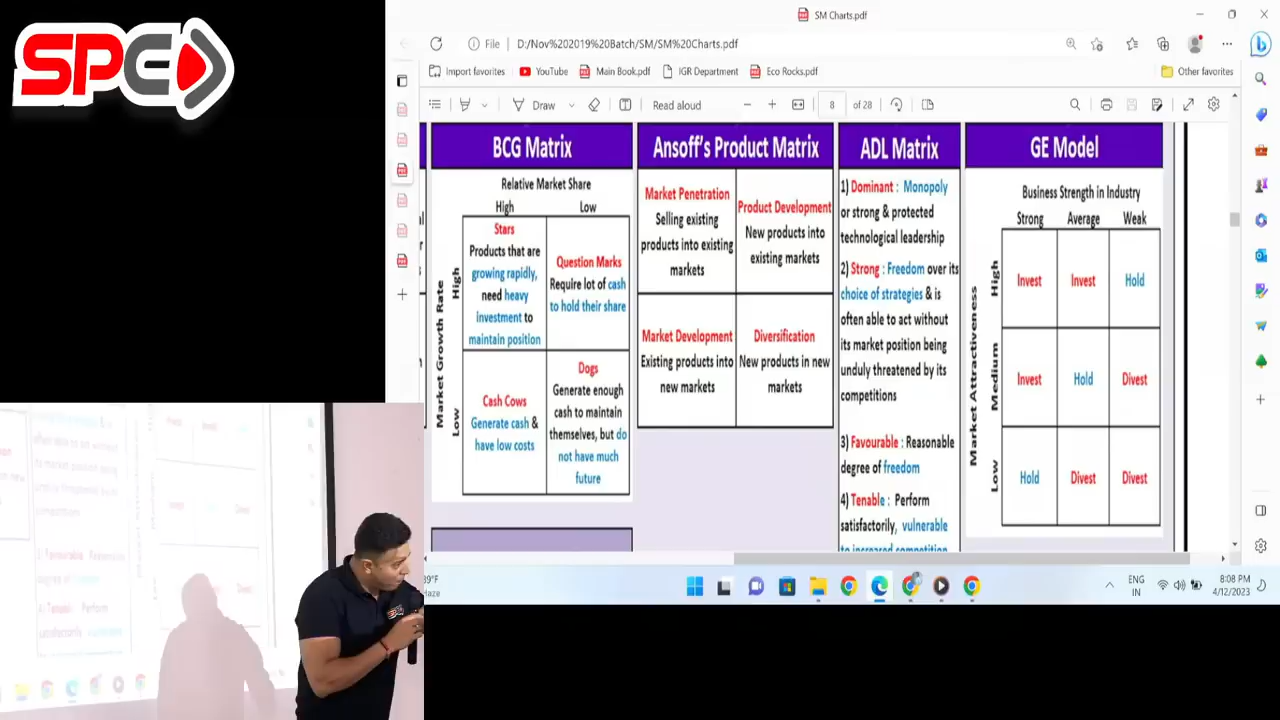 SPE
SM Charts.pdf
File
D:/Nov%202019%20Batch/SM/SM%20Charts.pdf
Import favorites
YouTube
Main Book.pdf
IGR Department
Eco Rocks.pdf
Other favorites
Draw
Read aloud
8
of 28
BCG Matrix
Relative Market Share
High
Low
Market Growth Rate
High
Low
Stars
Products that are
growing rapidly,
need heavy
investment to
maintain position
Question Marks
Require lot of cash
to hold their share
Cash Cows
Generate cash &
have low costs
Dogs
Generate enough
cash to maintain
themselves, but do
not have much
future
Ansoff's Product Matrix
Market Penetration
Selling existing
products into existing
markets
Product Development
New products into
existing markets
Market Development
Existing products into
new markets
Diversification
New products in new
markets
ADL Matrix
1) Dominant : Monopoly
or strong & protected
technological leadership
2) Strong : Freedom over its
choice of strategies & is
often able to act without
its market position being
unduly threatened by its
competitions
3) Favourable : Reasonable
degree of freedom
4) Tenable : Perform
satisfactorily, vulnerable
to increased competition
GE Model
Business Strength in Industry
Strong
Average
Weak
Market Attractiveness
High
Medium
Low
Invest
Invest
Hold
Invest
Hold
Divest
Hold
Divest
Divest
Haze
ENG
IN
8:08 PM
4/12/2023